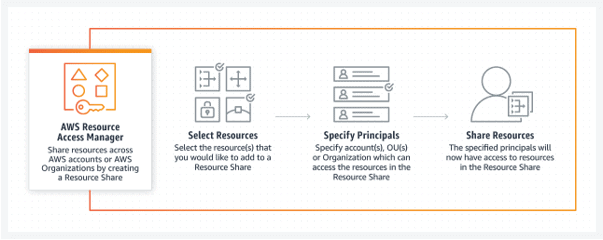 AWS Resource
Access Manager
Share resources across
AWS accounts or AWS
Organizations by creating
a Resource Share
Select Resources
Select the resource(s) that
you would like to add to a
Resource Share
Specify Principals
Specify account(s), OU(s)
or Organization which can
access the resources in the
Resource Share
Share Resources
The specified principals will
now have access to resources
in the Resource Share